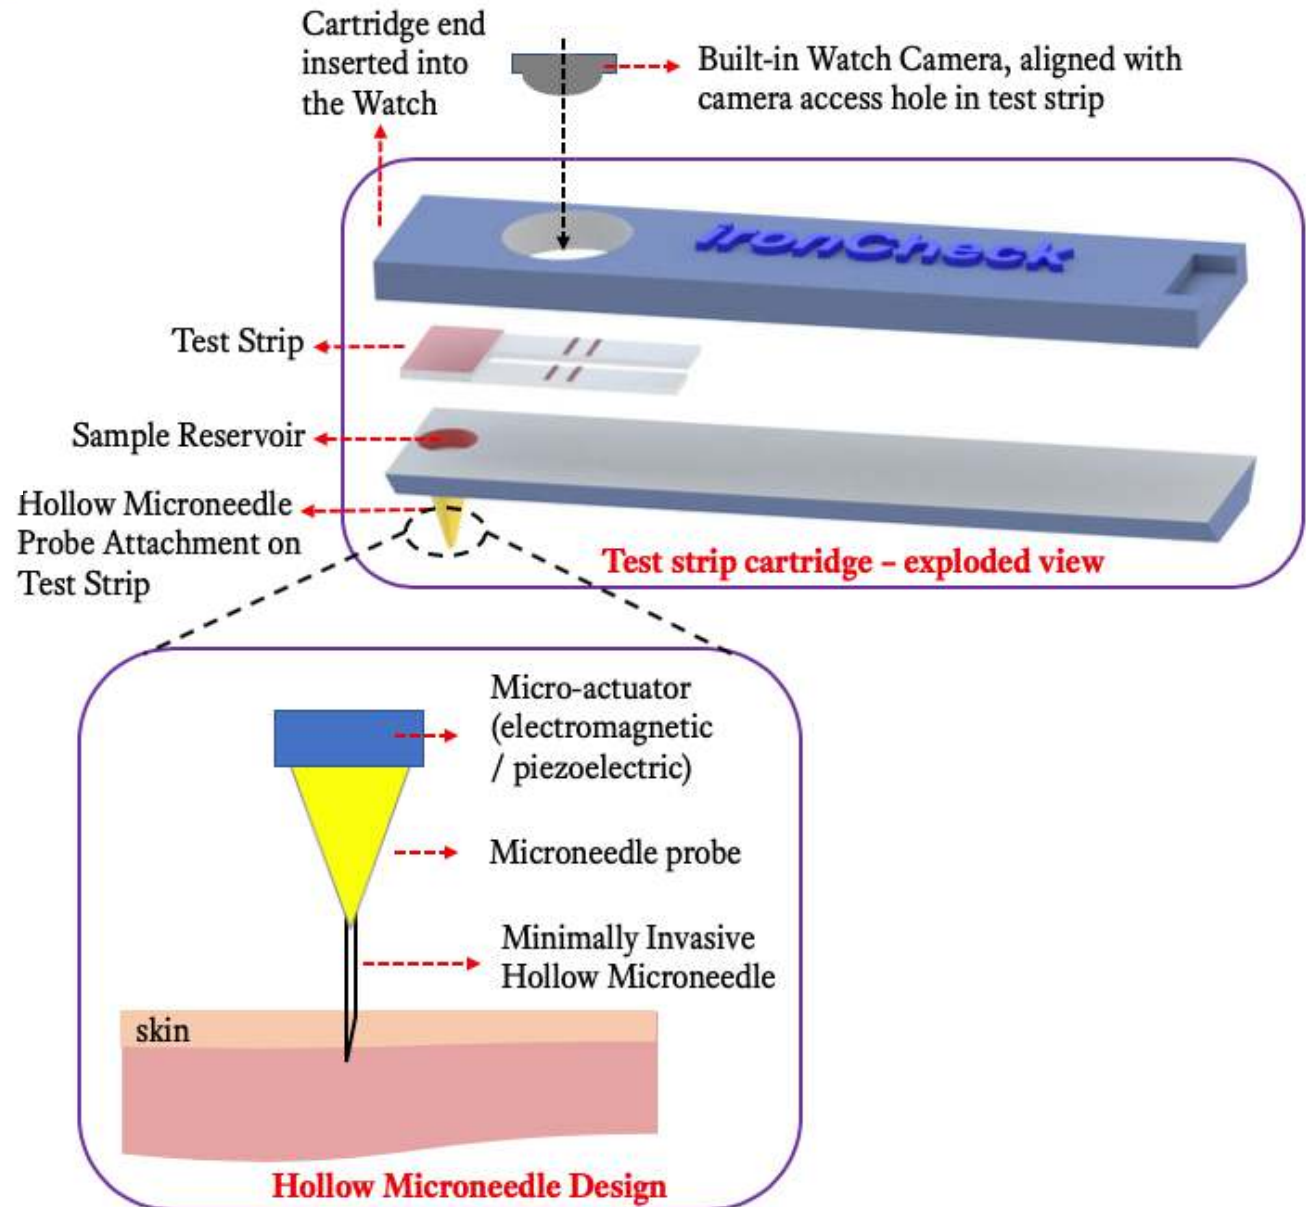 Cartridge end
inserted into
the Watch
Built-in Watch Camera, aligned with
camera access hole in test strip
ironCheck
Test Strip
Sample Reservoir
Hollow Microneedle
Probe Attachment on
Test Strip
Test strip cartridge – exploded view
Micro-actuator
(electromagnetic
/ piezoelectric)
Microneedle probe
Minimally Invasive
Hollow Microneedle
skin
Hollow Microneedle Design